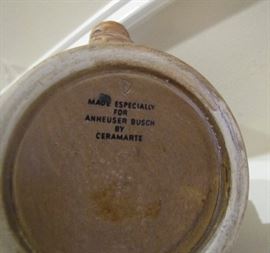 MADE ESPECIALLY
FOR
ANHEUSER BUSCH
BY
CERAMARTE